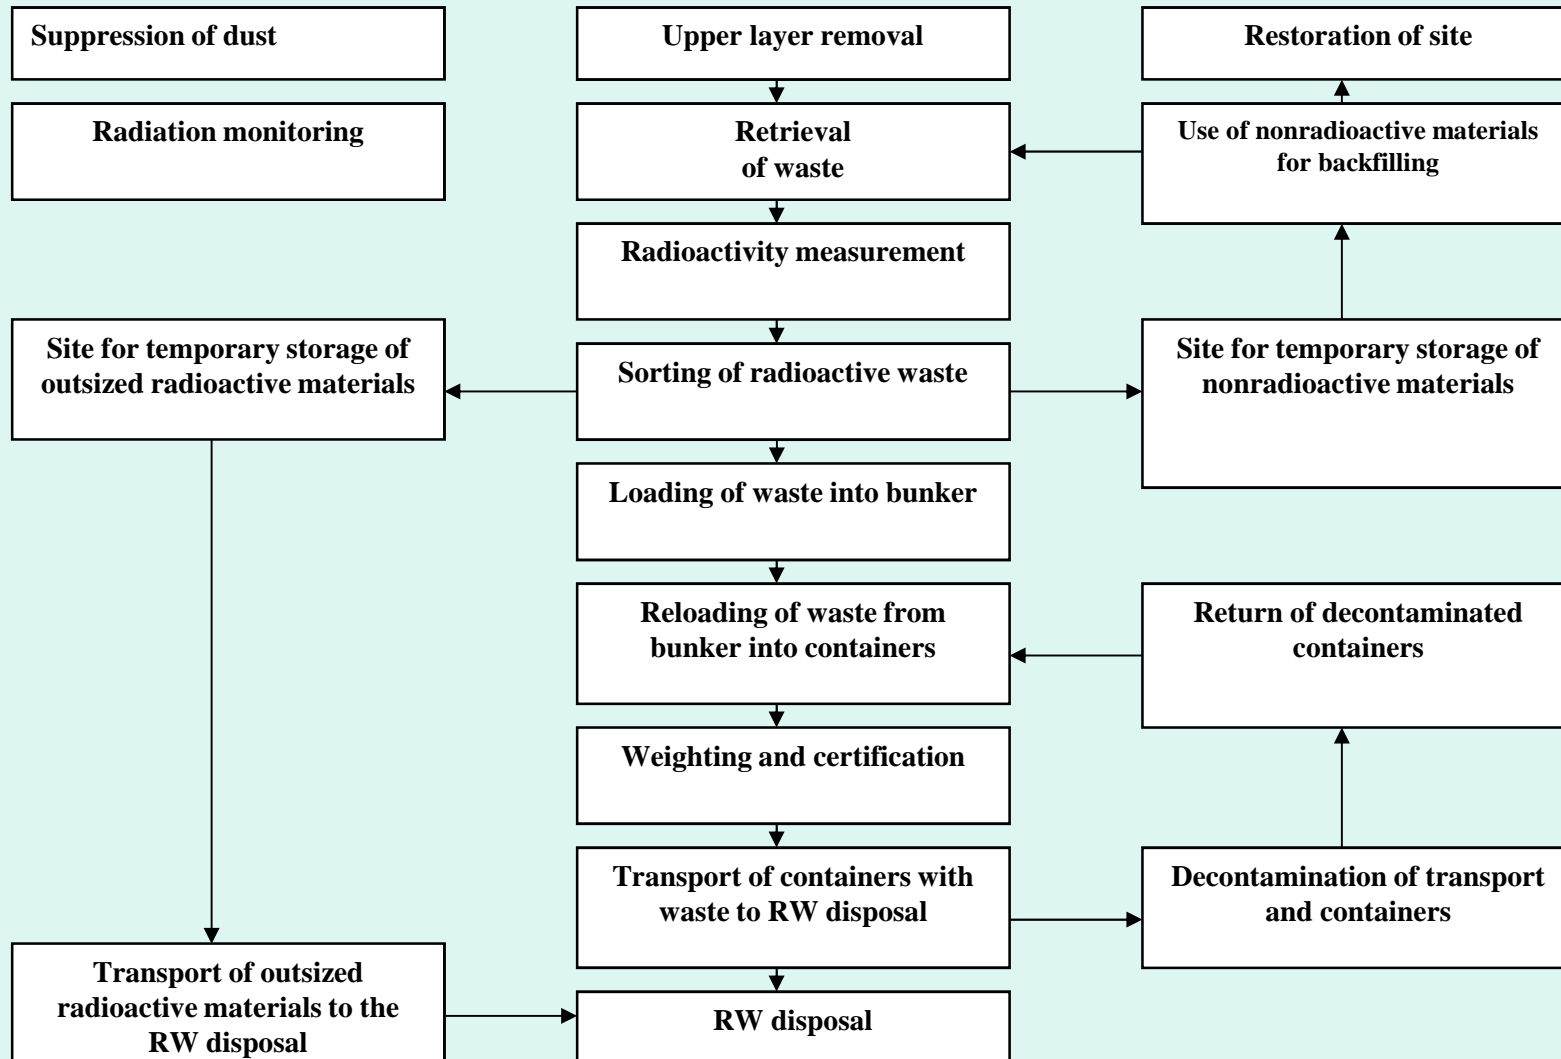 Suppression of dust
Upper layer removal
Restoration of site
Radiation monitoring
Retrieval
of waste
Use of nonradioactive materials
for backfilling
Radioactivity measurement
Site for temporary storage of
outsized radioactive materials
Sorting of radioactive waste
Site for temporary storage of
nonradioactive materials
Loading of waste into bunker
Reloading of waste from
bunker into containers
Return of decontaminated
containers
Weighting and certification
Transport of containers with
waste to RW disposal
Decontamination of transport
and containers
Transport of outsized
radioactive materials to the
RW disposal
RW disposal